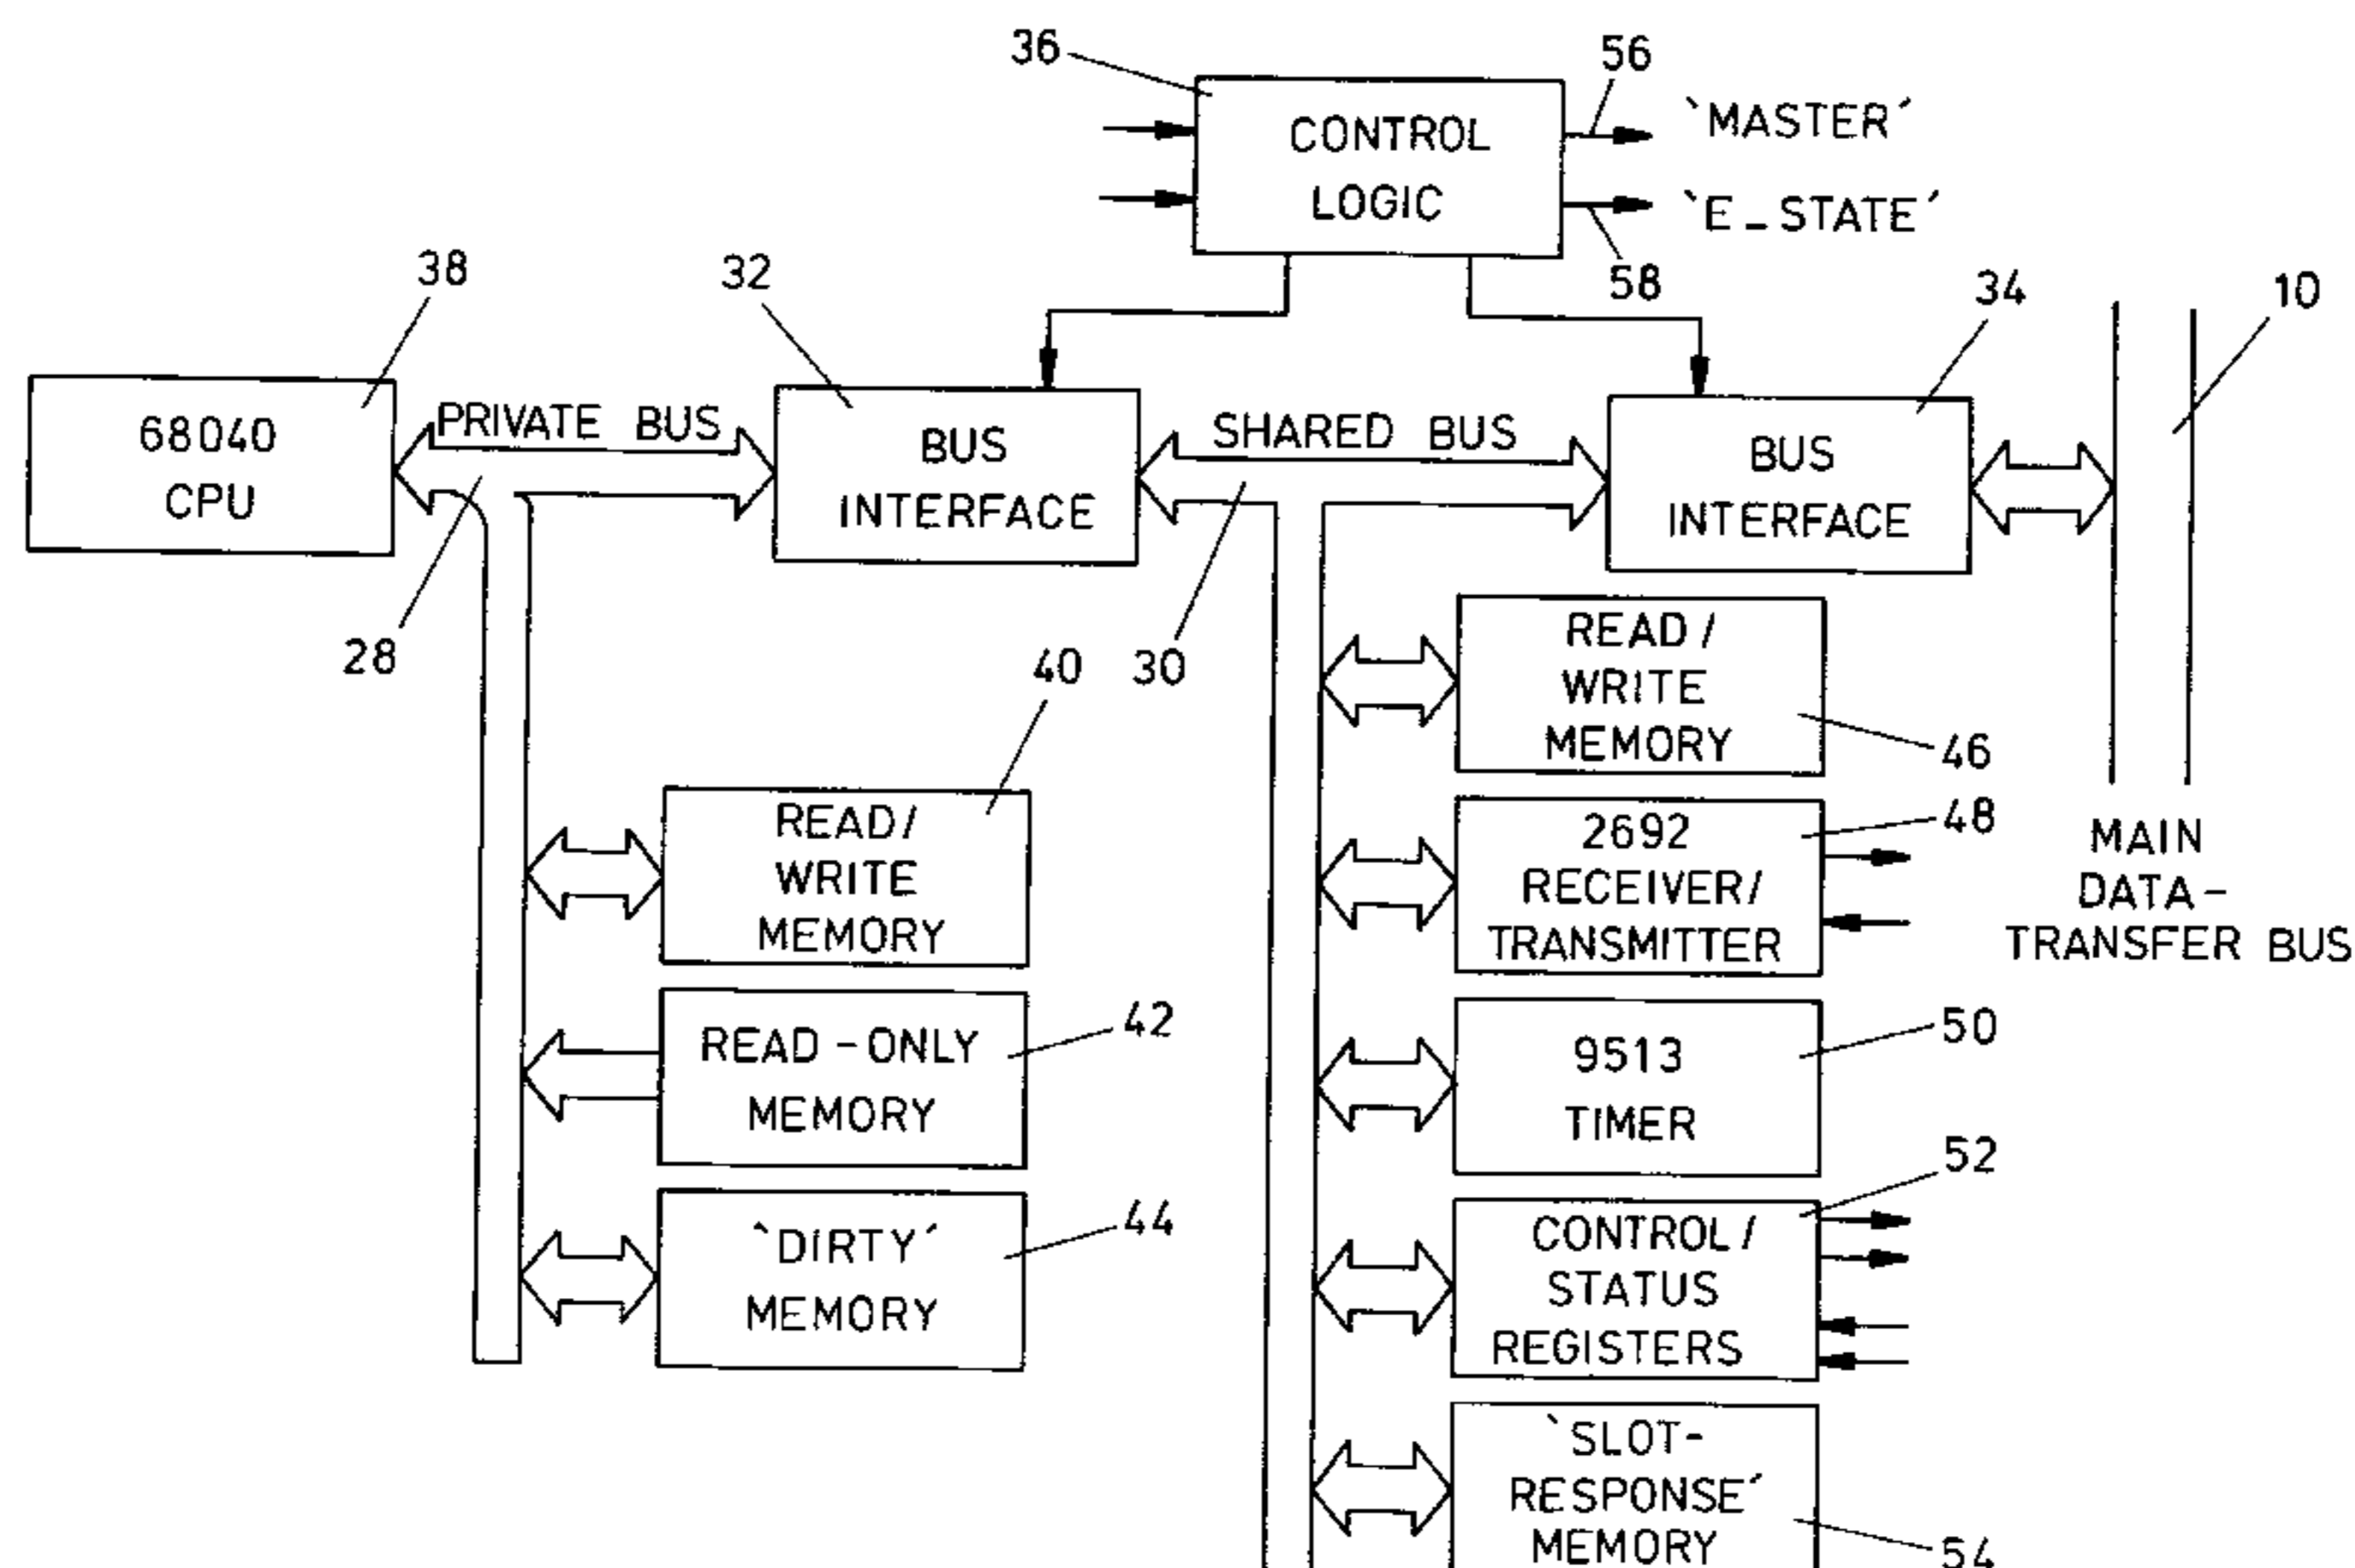 36
56
CONTROL
LOGIC
`MASTER´
`E_STATE´
58
38
32
34
10
68040
CPU
PRIVATE BUS
BUS
INTERFACE
SHARED BUS
BUS
INTERFACE
28
30
40
READ/
WRITE
MEMORY
46
READ/
WRITE
MEMORY
48
2692
RECEIVER/
TRANSMITTER
MAIN
DATA-
TRANSFER BUS
42
READ-ONLY
MEMORY
50
9513
TIMER
52
44
`DIRTY´
MEMORY
CONTROL/
STATUS
REGISTERS
`SLOT-
RESPONSE´
MEMORY
54